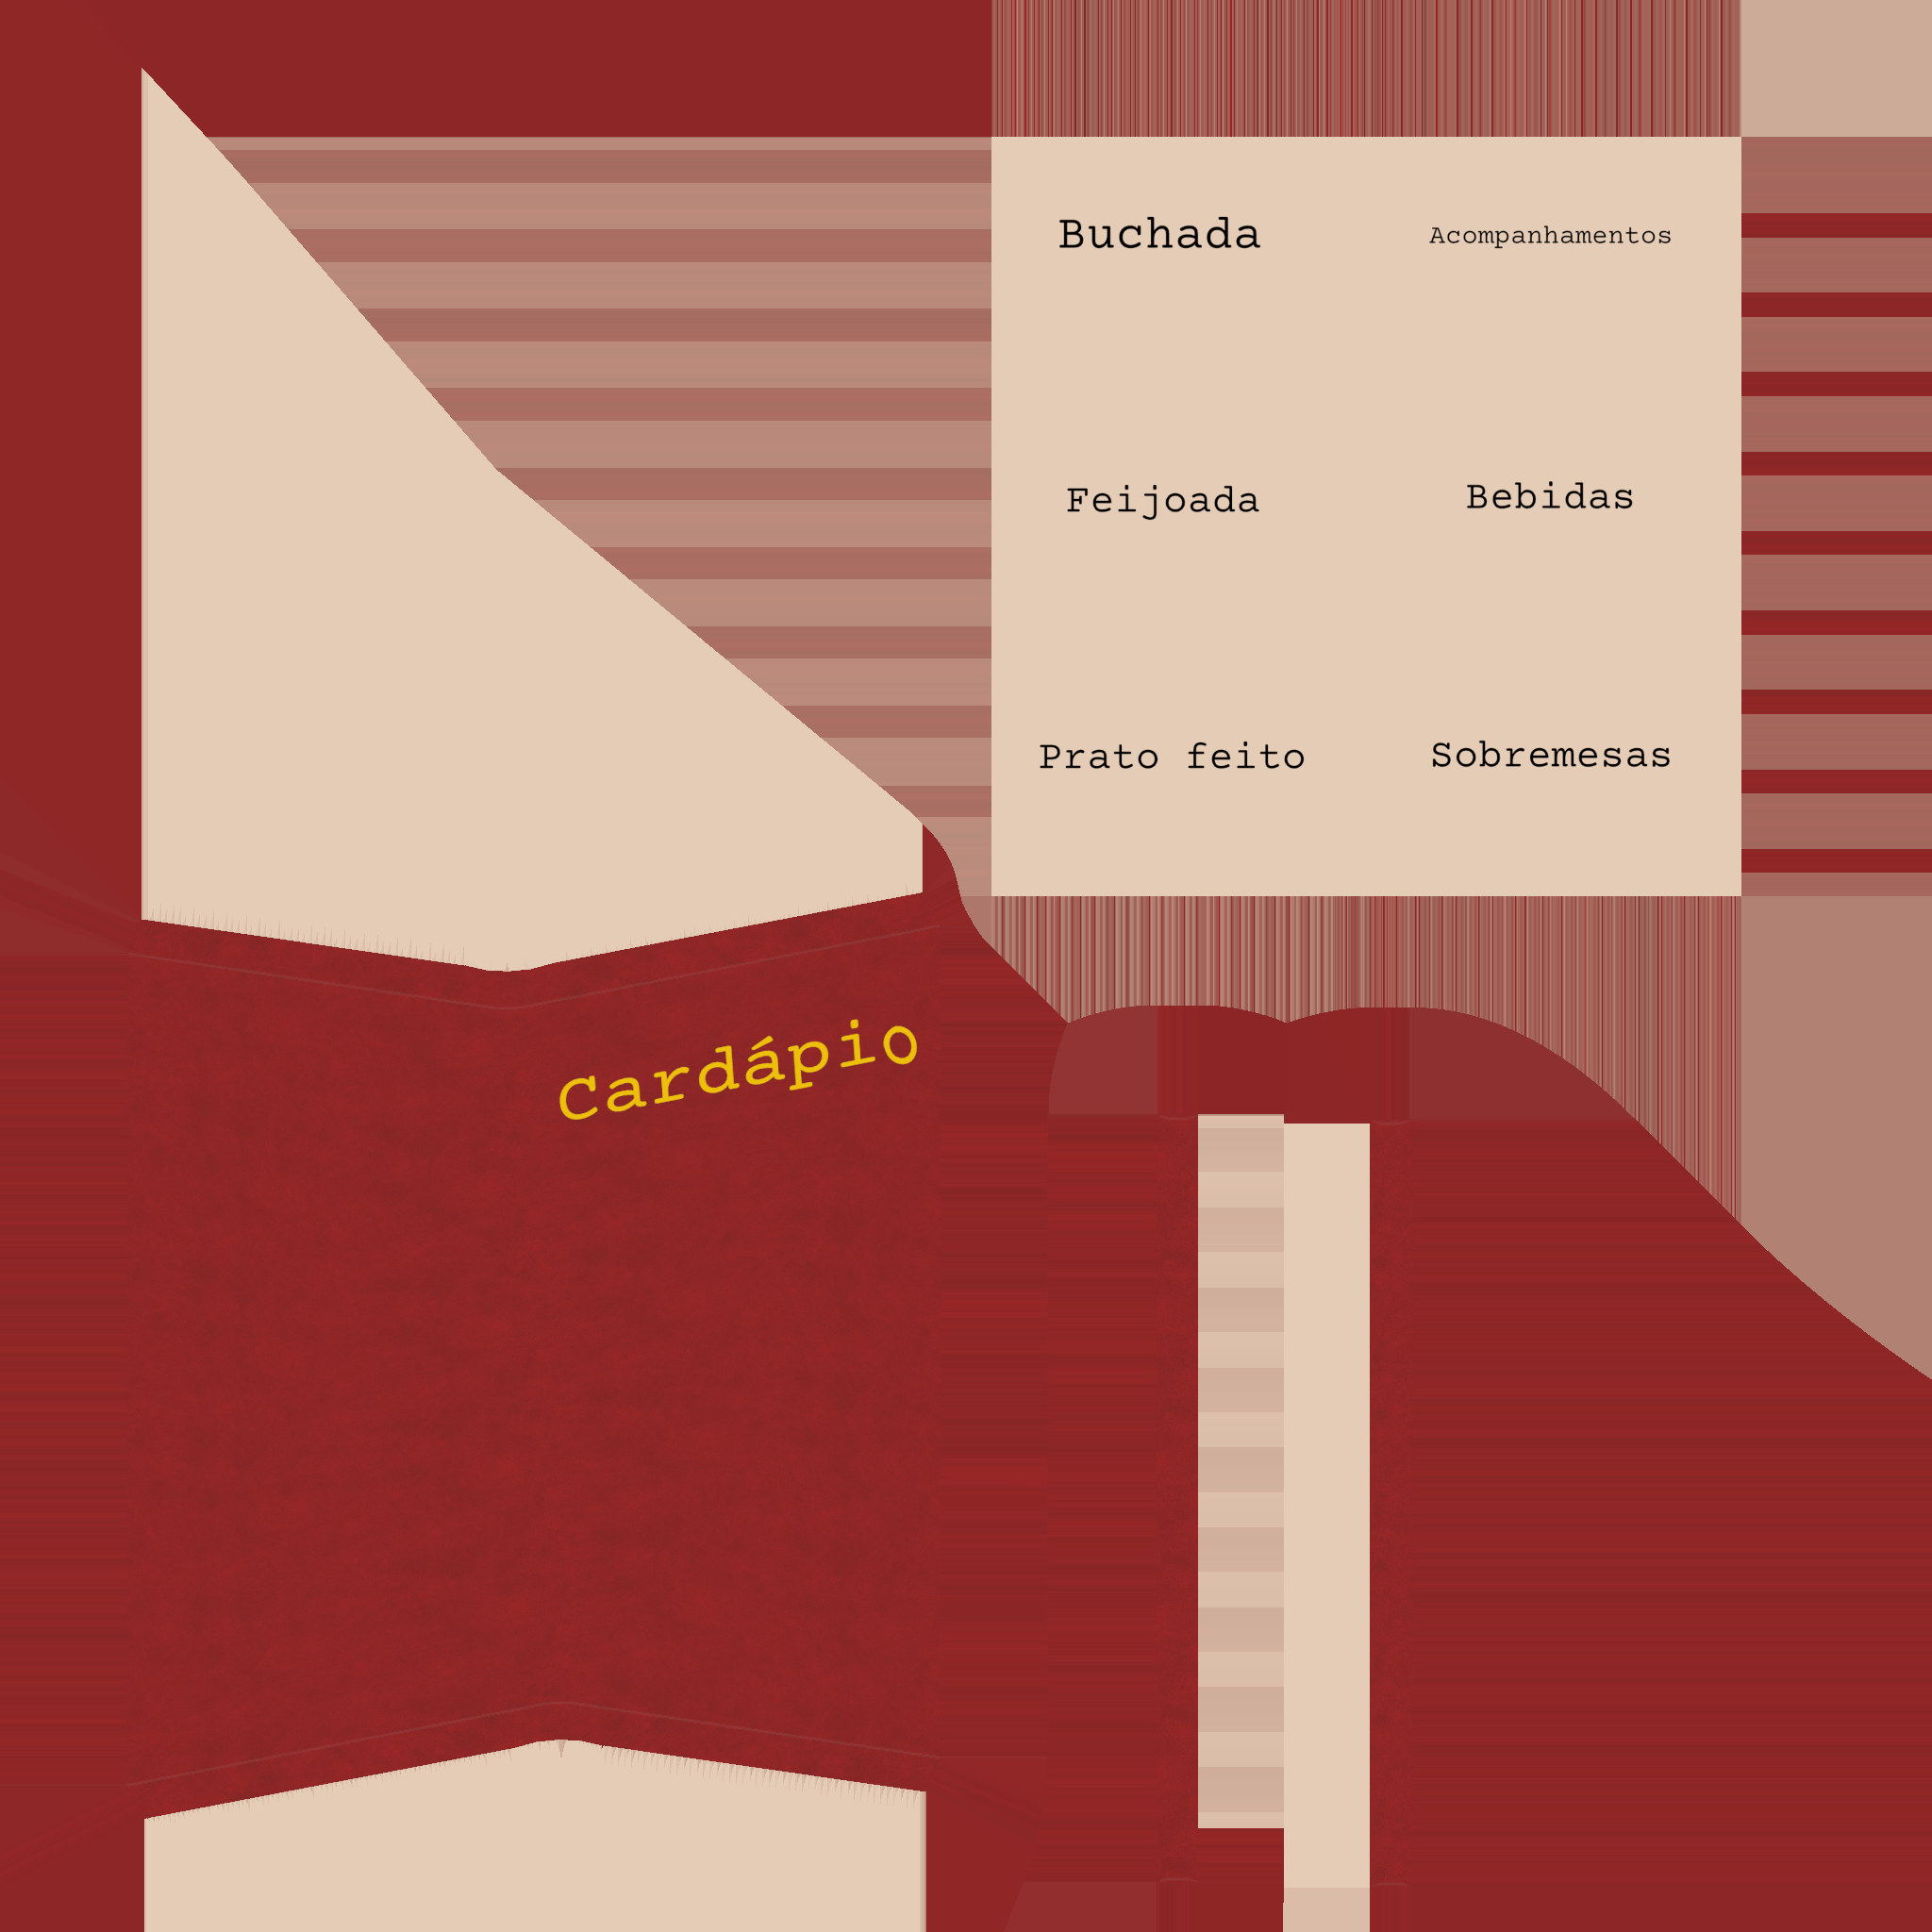 Buchada
Acompanhamentos
Feijoada
Bebidas
Prato feito
Sobremesas
Cardápio